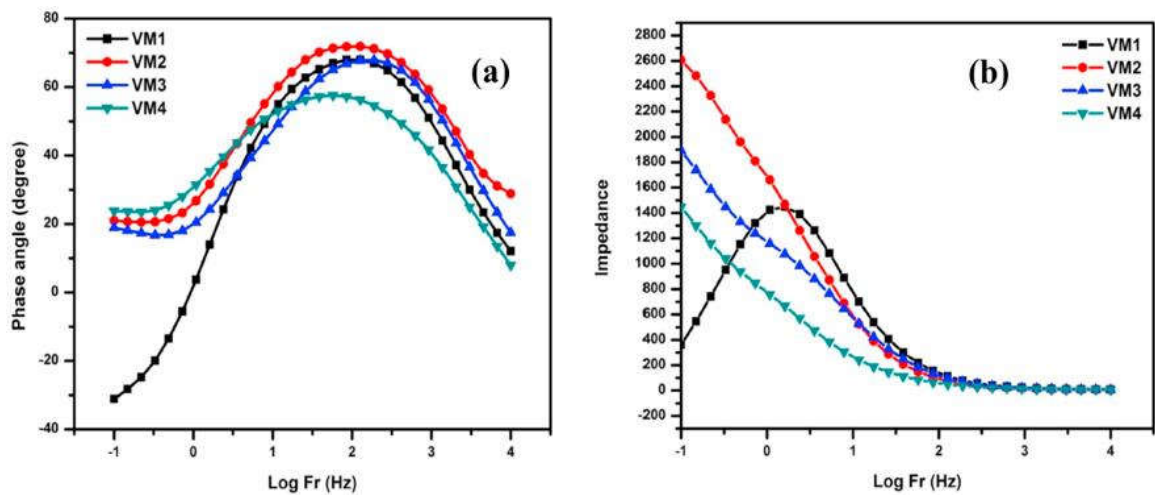 80
60
40
20
0
-20
-40
Phase angle (degree)
VM1
VM2
VM3
VM4
(a)
-1 0 1 2 3 4
Log Fr (Hz)
2800
2600
2400
2200
2000
1800
1600
1400
1200
1000
800
600
400
200
0
-200
Impedance
VM1
VM2
VM3
VM4
(b)
-1 0 1 2 3 4
Log Fr (Hz)